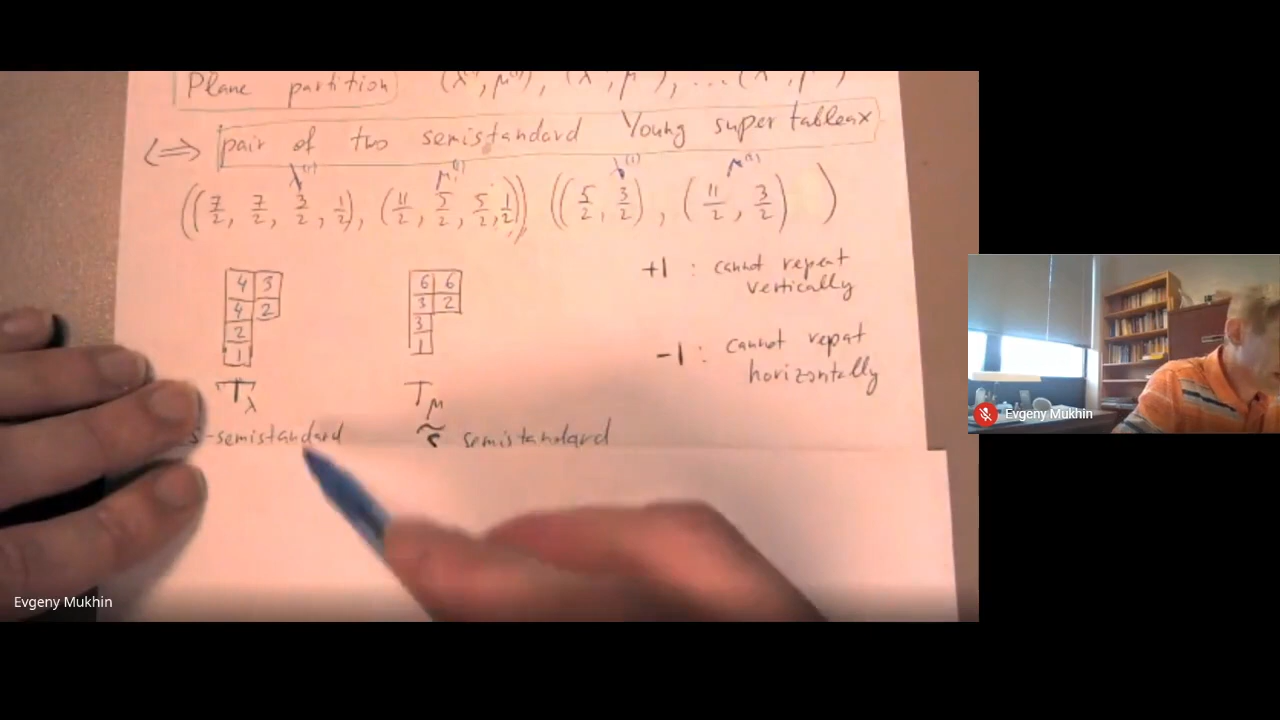 Plane partition (λ⁽¹⁾, μ⁽¹⁾), (λ , μ ), ... (λ , μ )
⟺ pair of two semistandard Young super tableax
λ⁽¹⁾ μ⁽¹⁾ λ⁽¹⁾ μ⁽¹⁾
((7/2, 7/2, 3/2, 1/2), (11/2, 5/2, 5/2, 1/2)) ((5/2, 3/2), (11/2, 3/2) )
4 3
4 2
2
1
T_λ
-semistandard
6 6
3 2
3
1
T_μ
s̃ semistandard
+1 : cannot repeat
vertically
-1 : cannot repat
horizontally
Evgeny Mukhin
Evgeny Mukhin